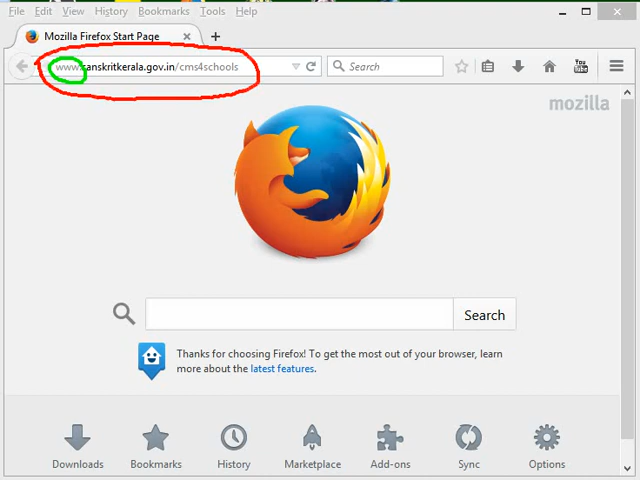 File Edit View History Bookmarks Tools Help
Mozilla Firefox Start Page
www.sanskritkerala.gov.in/cms4schools
Search
You Tube
mozilla
Search
Thanks for choosing Firefox! To get the most out of your browser, learn
more about the latest features.
Downloads Bookmarks History Marketplace Add-ons Sync Options